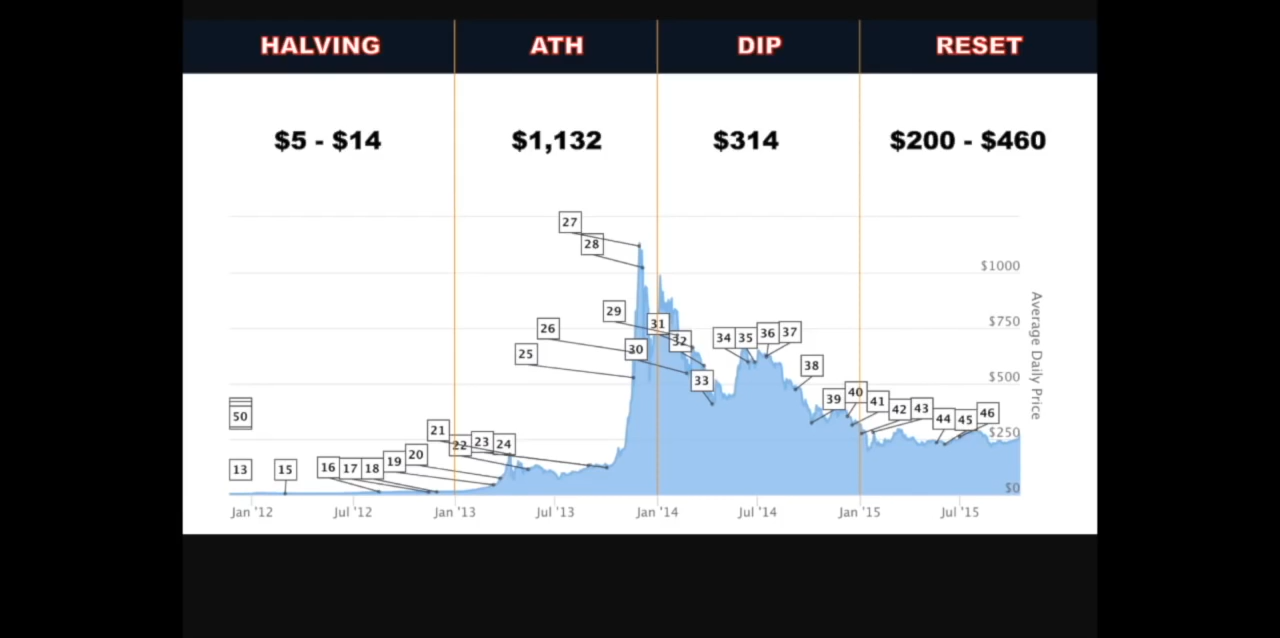 HALVING ATH DIP RESET
$5 - $14 $1,132 $314 $200 - $460
27
28
$1000
29
31
26
$750
34 35 36 37
30
32
25
38
33
$500
39 40 41 42 43 44 45 46
50
21 22 23 24
$250
13 15 16 17 18 19 20
$0
Average Daily Price
Jan '12 Jul '12 Jan '13 Jul '13 Jan '14 Jul '14 Jan '15 Jul '15